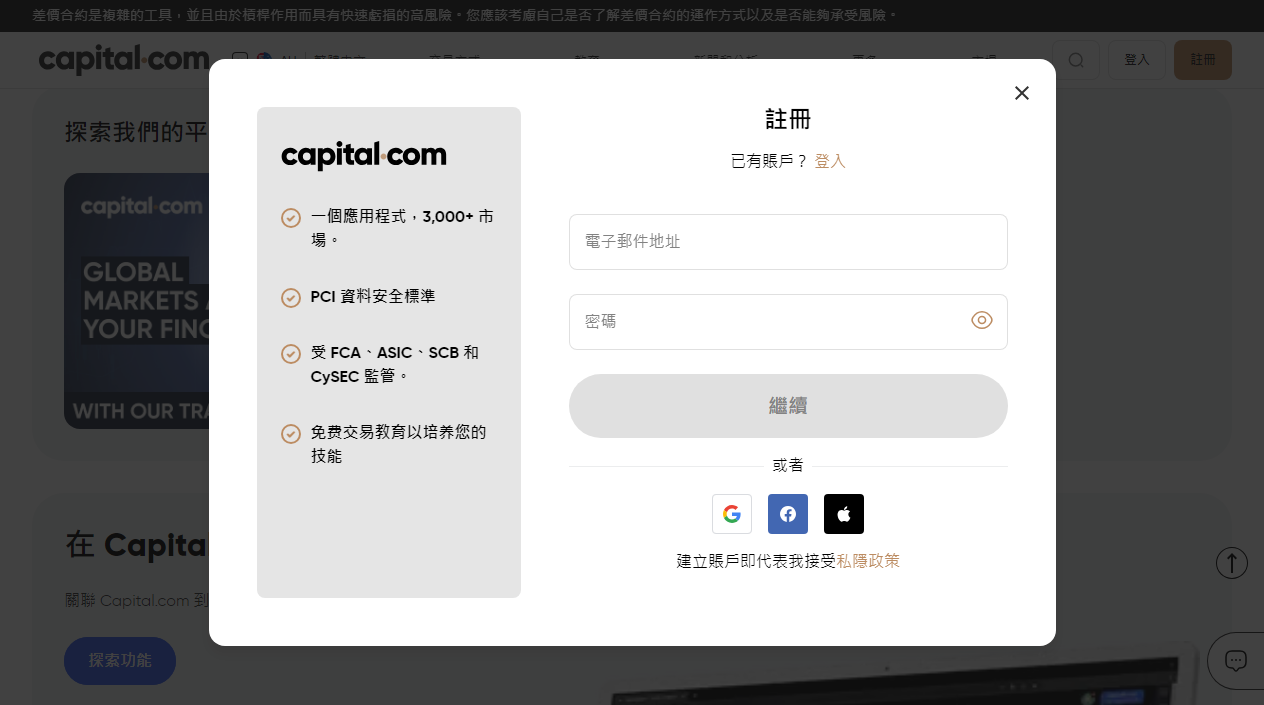 差價合約是複雜的工具，並且由於槓桿作用而具有快速虧損的高風險。您應該考慮自己是否了解差價合約的運作方式以及是否能夠承受風險。
capital.com
登入
註冊
探索我們的平
capital.com
GLOBAL
MARKETS
YOUR FINC
WITH OUR TRA
在 Capita
關聯 Capital.com 到
探索功能
capital.com
一個應用程式，3,000+ 市
場。
PCI 資料安全標準
受 FCA、ASIC、SCB 和
CySEC 監管。
免费交易教育以培养您的
技能
註冊
已有賬戶？ 登入
電子郵件地址
密碼
繼續
或者
建立賬戶即代表我接受私隱政策